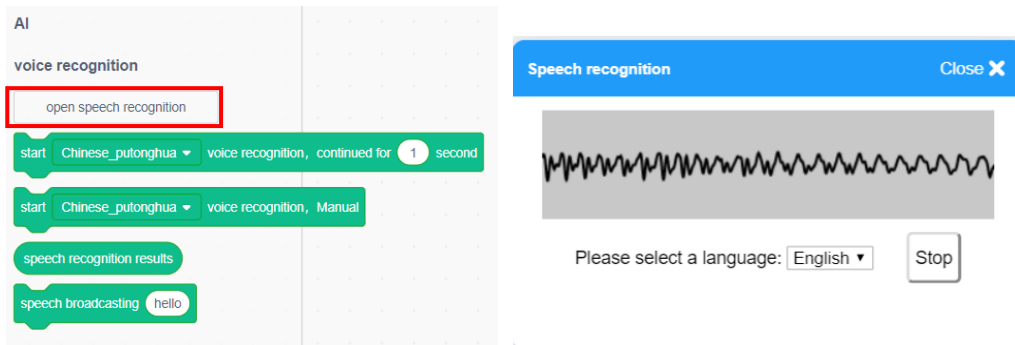 AI
voice recognition
open speech recognition
start Chinese_putonghua voice recognition, continued for 1 second
start Chinese_putonghua voice recognition, Manual
speech recognition results
speech broadcasting hello
Speech recognition Close
Please select a language: English Stop